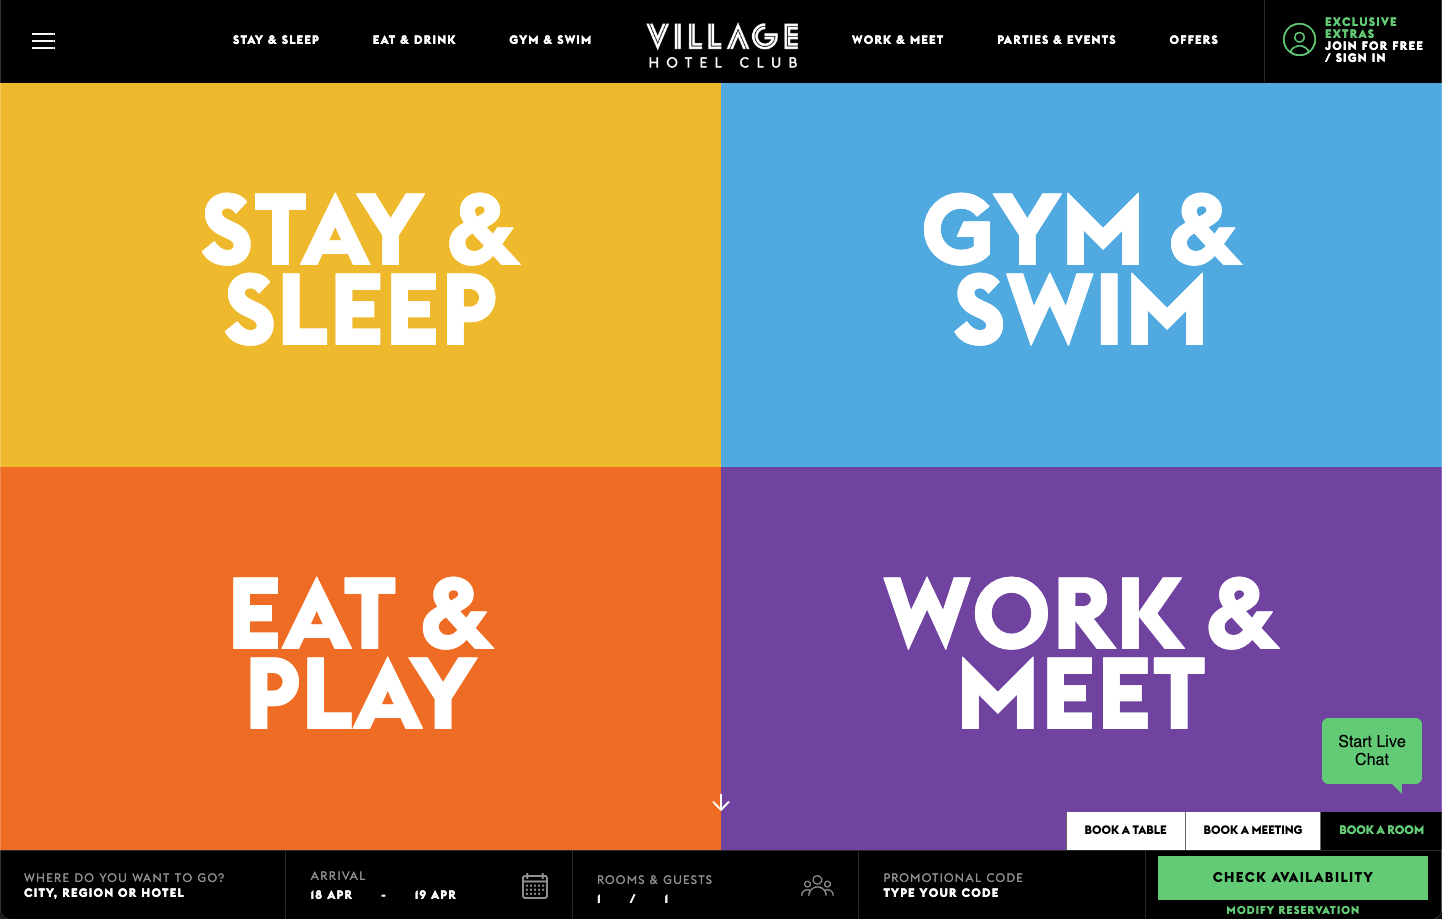 STAY & SLEEP
EAT & DRINK
GYM & SWIM
VILLAGE
HOTEL CLUB
WORK & MEET
PARTIES & EVENTS
OFFERS
EXCLUSIVE
EXTRAS
JOIN FOR FREE
/ SIGN IN
STAY &
SLEEP
GYM &
SWIM
EAT &
PLAY
WORK &
MEET
Start Live
Chat
BOOK A TABLE
BOOK A MEETING
BOOK A ROOM
WHERE DO YOU WANT TO GO?
CITY, REGION OR HOTEL
ARRIVAL
18 APR - 19 APR
ROOMS & GUESTS
1 / 1
PROMOTIONAL CODE
TYPE YOUR CODE
CHECK AVAILABILITY
MODIFY RESERVATION